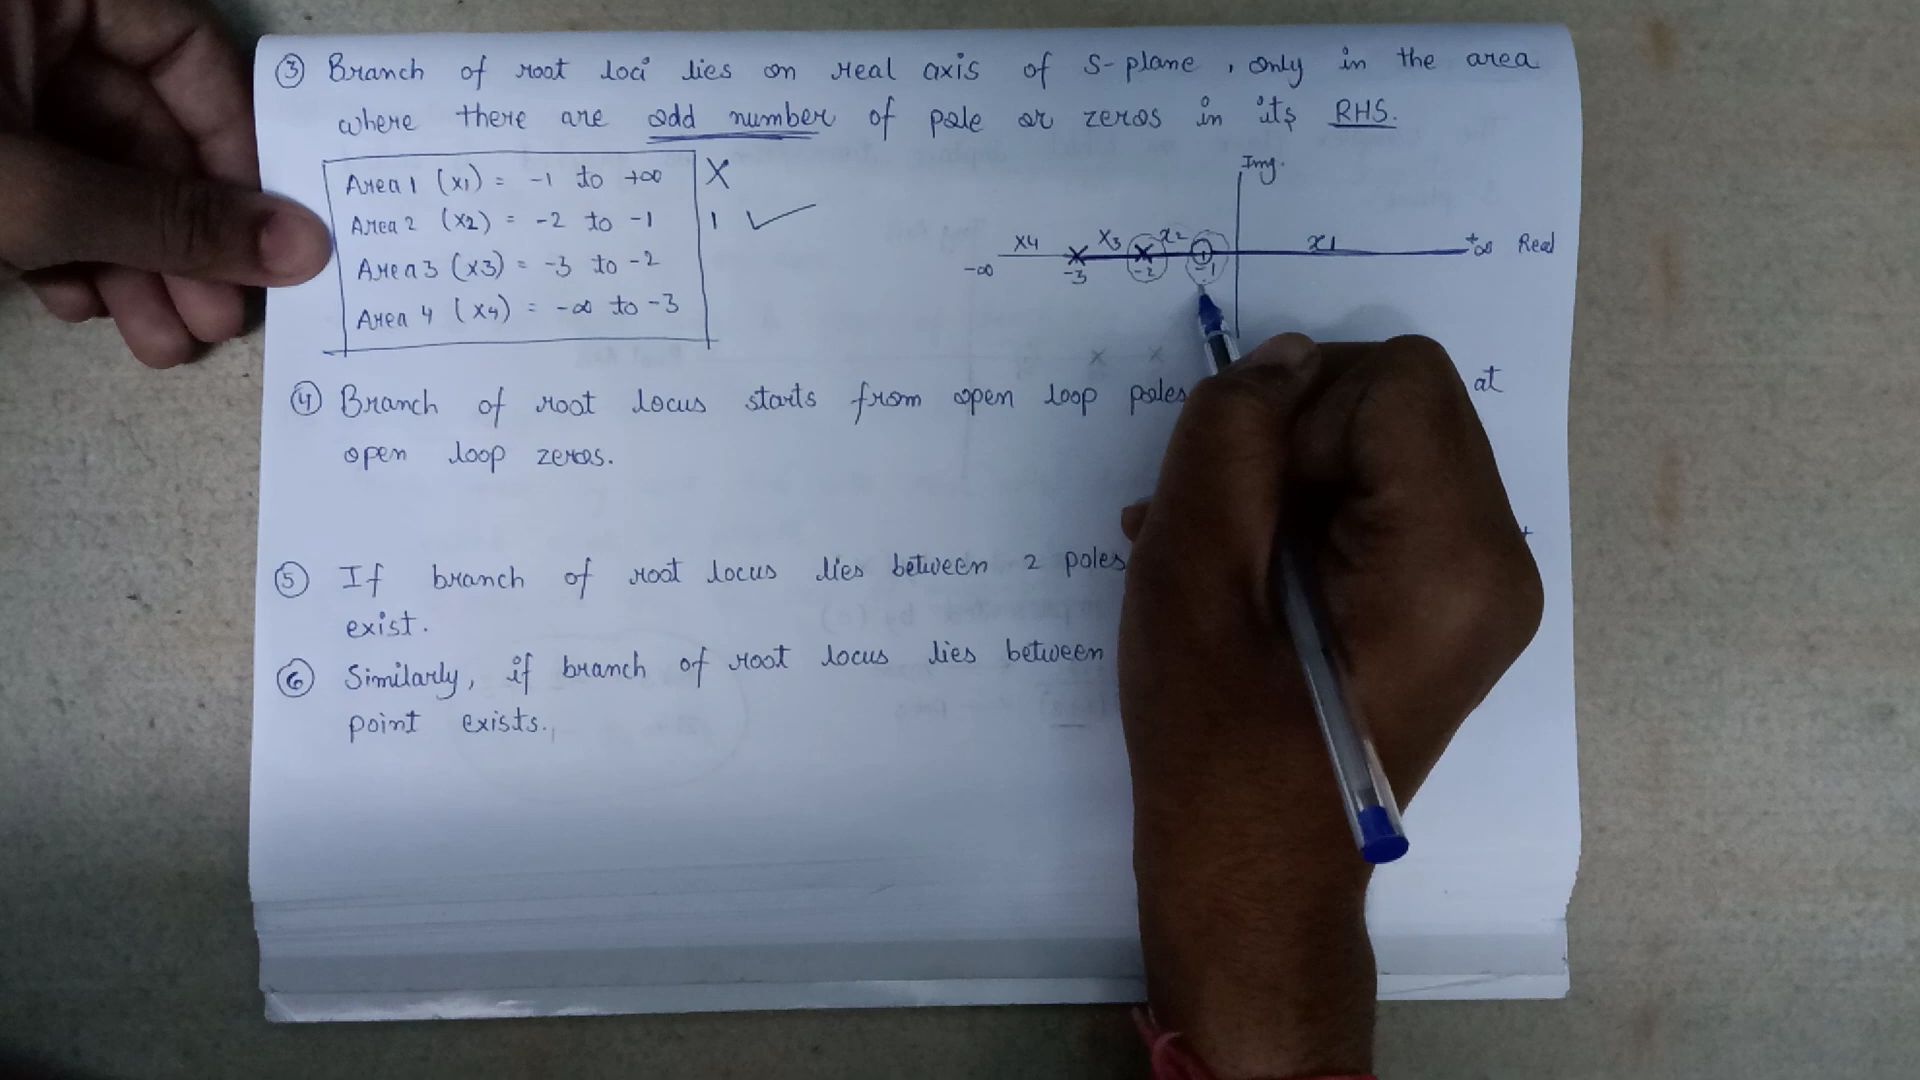 ③ Branch of root loci lies on real axis of S-plane, only in the area
where there are odd number of pole or zeros in its RHS.
Area 1 (x1) = -1 to +∞ X
Area 2 (x2) = -2 to -1 1 ✓
Area 3 (x3) = -3 to -2
Area 4 (x4) = -∞ to -3
Img.
x4 x3 x2 x1 +∞ Real
-∞ -3 -2 -1
④ Branch of root locus starts from open loop poles at
open loop zeros.
⑤ If branch of root locus lies between 2 poles
exist.
⑥ Similarly, if branch of root locus lies between
point exists.